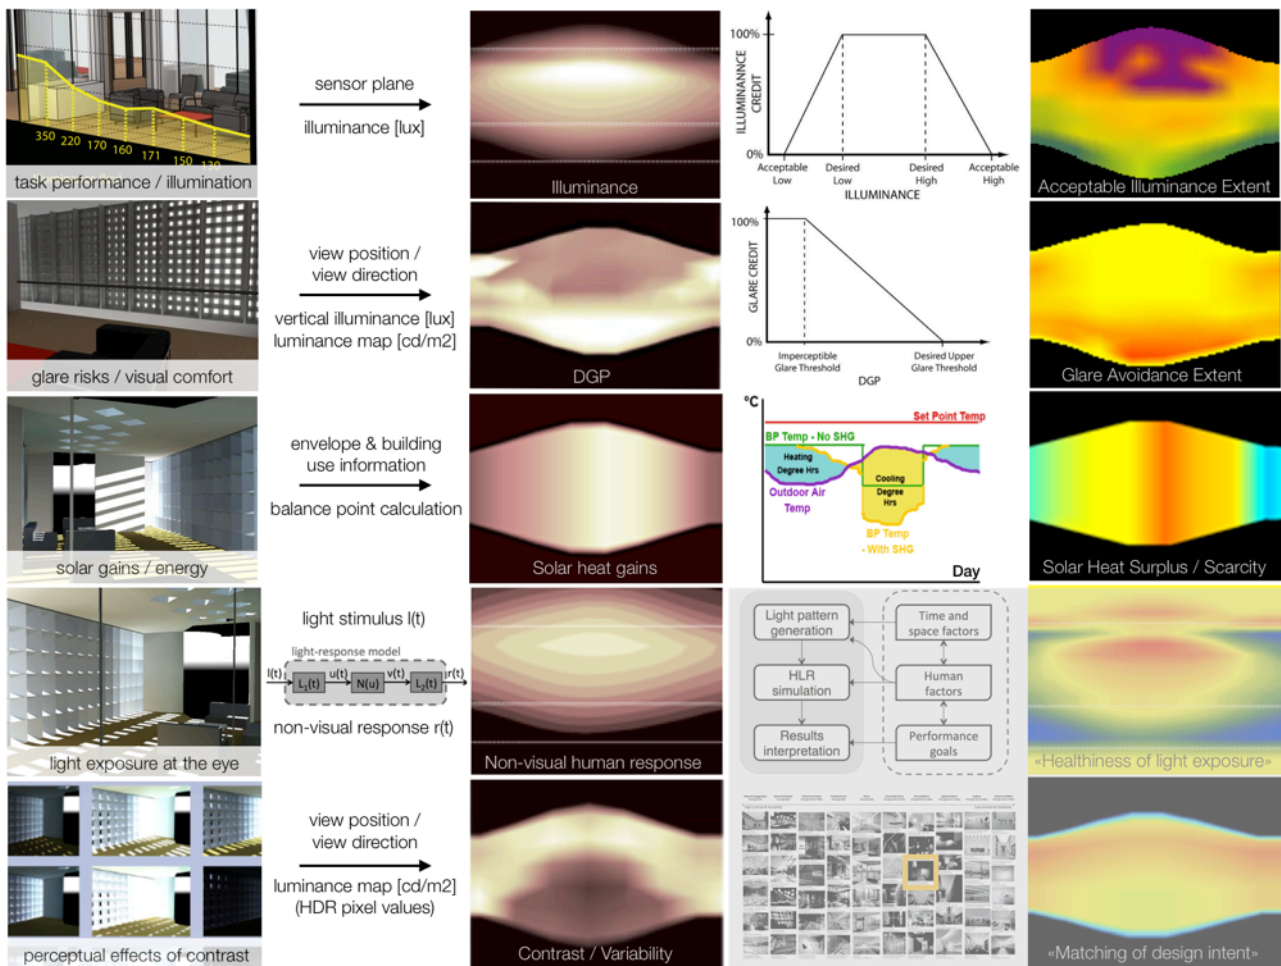 350
220
170
160
171
150
130
task performance / illumination
sensor plane
illuminance [lux]
Illuminance
100%
ILLUMINANNCE
CREDIT
0%
Acceptable
Low
Desired
Low
Desired
High
Acceptable
High
ILLUMINANCE
Acceptable Illuminance Extent
glare risks / visual comfort
view position /
view direction
vertical illuminance [lux]
luminance map [cd/m2]
DGP
100%
GLARE CREDIT
0%
Imperceptible
Glare Threshold
Desired Upper
Glare Threshold
DGP
Glare Avoidance Extent
solar gains / energy
envelope & building
use information
balance point calculation
Solar heat gains
ºC
Set Point Temp
BP Temp - No SHG
Heating
Degree Hrs
Cooling
Degree
Hrs
Outdoor Air
Temp
BP Temp
- With SHG
Day
Solar Heat Surplus / Scarcity
light exposure at the eye
light stimulus I(t)
light-response model
I(t)
L₁(t)
u(t)
N(u)
v(t)
L₂(t)
r(t)
non-visual response r(t)
Non-visual human response
Light pattern
generation
Time and
space factors
HLR
simulation
Human
factors
Results
interpretation
Performance
goals
«Healthiness of light exposure»
perceptual effects of contrast
view position /
view direction
luminance map [cd/m2]
(HDR pixel values)
Contrast / Variability
«Matching of design intent»